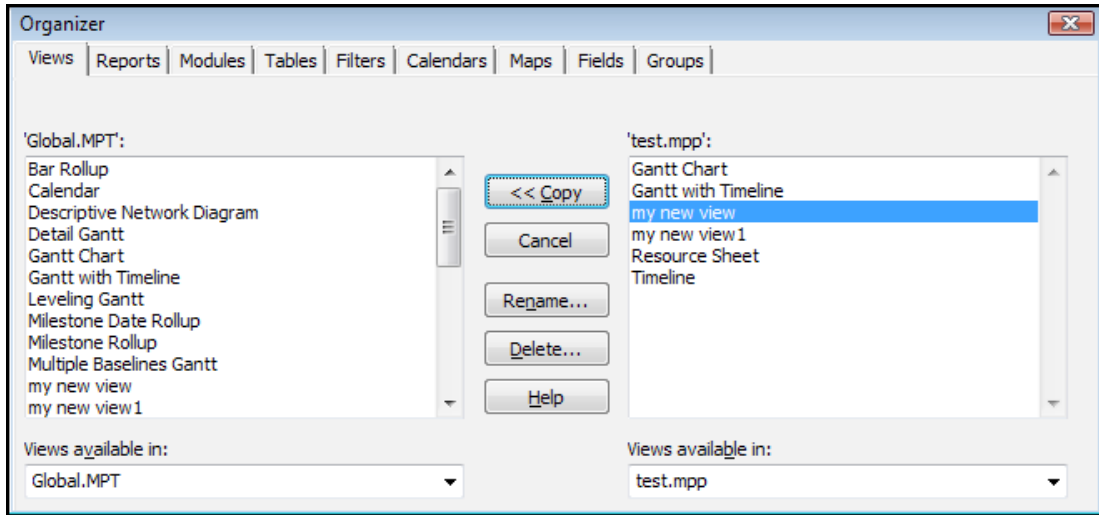 Organizer
Views Reports Modules Tables Filters Calendars Maps Fields Groups
'Global.MPT':
Bar Rollup
Calendar
Descriptive Network Diagram
Detail Gantt
Gantt Chart
Gantt with Timeline
Leveling Gantt
Milestone Date Rollup
Milestone Rollup
Multiple Baselines Gantt
my new view
my new view1
Views available in:
Global.MPT
<< Copy
Cancel
Rename...
Delete...
Help
'test.mpp':
Gantt Chart
Gantt with Timeline
my new view
my new view1
Resource Sheet
Timeline
Views available in:
test.mpp